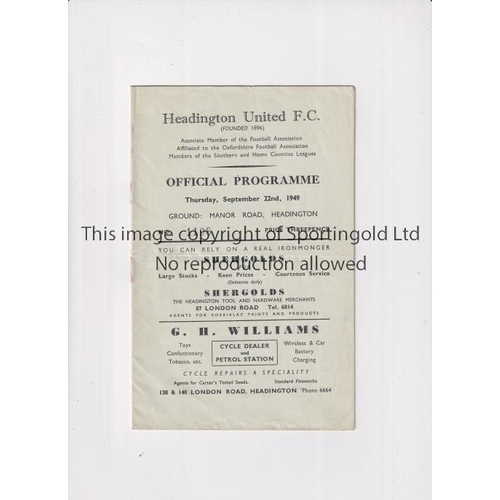 Headington United F.C.
(FOUNDED 1896)
Associate Member of the Football Association
Affiliated to the Oxfordshire Football Association
Members of the Southern and Home Counties Leagues
OFFICIAL PROGRAMME
Thursday, September 22nd, 1949
GROUND: MANOR ROAD, HEADINGTON
PRICE THREEPENCE
This image copyright of Sportingold Ltd
YOU CAN RELY ON A REAL IRONMONGER
SHERGOLDS
No reproduction allowed
Large Stocks - Keen Prices - Courteous Service
(Deliveries daily)
SHERGOLDS
THE HEADINGTON TOOL AND HARDWARE MERCHANTS
87 LONDON ROAD Tel. 6814
AGENTS FOR ROBBIALAC PAINTS AND PRODUCTS
G. H. WILLIAMS
Toys
Confectionery
Tobacco, etc.
CYCLE DEALER
and
PETROL STATION
Wireless & Car
Battery
Charging
CYCLE REPAIRS A SPECIALITY
Agents for Carter's Tested Seeds. Standard Fireworks
138 & 140 LONDON ROAD, HEADINGTON 'Phone 6664